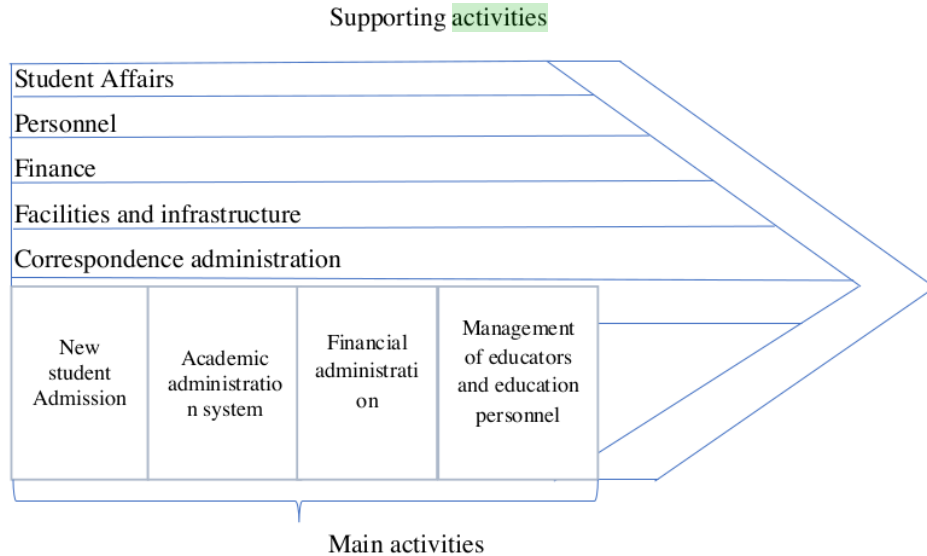 Supporting activities
Student Affairs
Personnel
Finance
Facilities and infrastructure
Correspondence administration
New
student
Admission
Academic
administratio
n system
Financial
administrati
on
Management
of educators
and education
personnel
Main activities